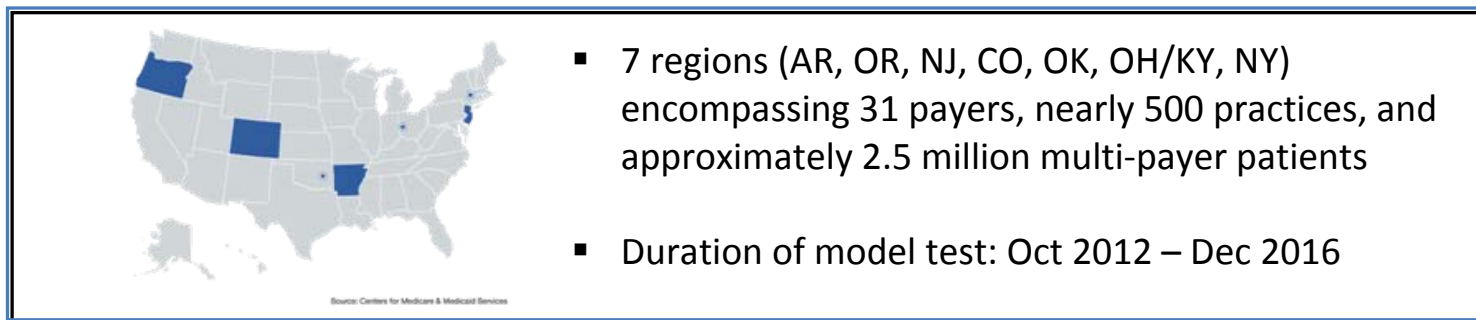 ▪ 7 regions (AR, OR, NJ, CO, OK, OH/KY, NY)
encompassing 31 payers, nearly 500 practices, and
approximately 2.5 million multi-payer patients
▪ Duration of model test: Oct 2012 – Dec 2016
Source: Centers for Medicare & Medicaid Services